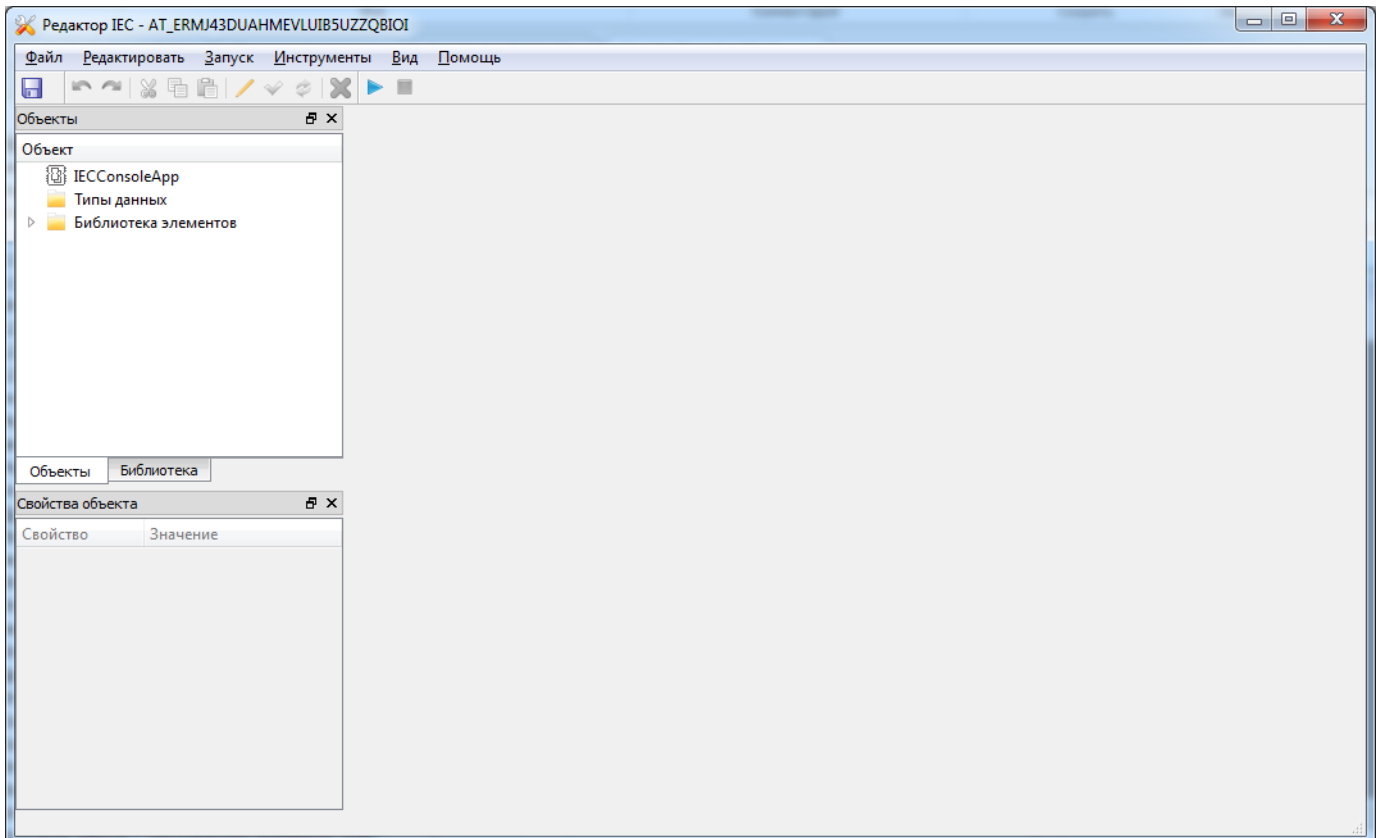 Редактор IEC - AT_ERMJ43DUAHMEVLUIB5UZZQBIOI
Файл Редактировать Запуск Инструменты Вид Помощь
Объекты
Объект
IECConsoleApp
Типы данных
Библиотека элементов
Объекты Библиотека
Свойства объекта
Свойство Значение